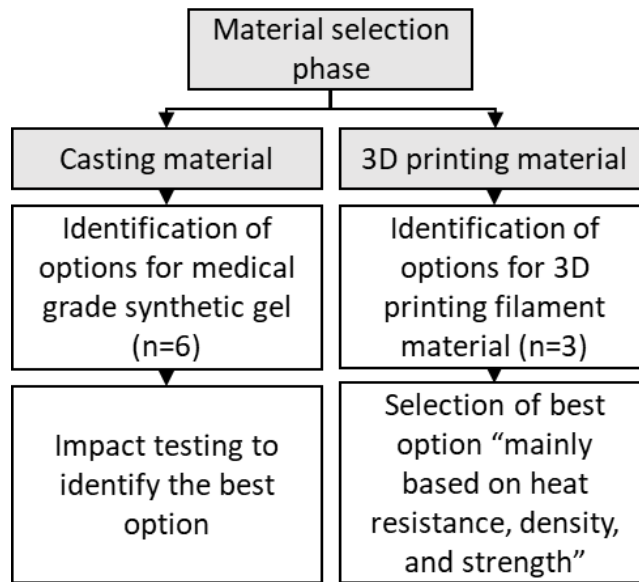 Material selection
phase
Casting material
3D printing material
Identification of
options for medical
grade synthetic gel
(n=6)
Identification of
options for 3D
printing filament
material (n=3)
Impact testing to
identify the best
option
Selection of best
option “mainly
based on heat
resistance, density,
and strength”